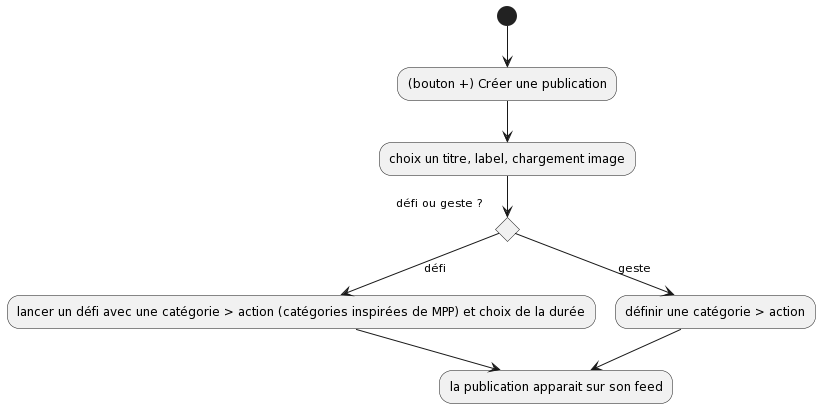 (bouton +) Créer une publication
choix un titre, label, chargement image
défi ou geste ?
défi
geste
lancer un défi avec une catégorie > action (catégories inspirées de MPP) et choix de la durée
définir une catégorie > action
la publication apparait sur son feed